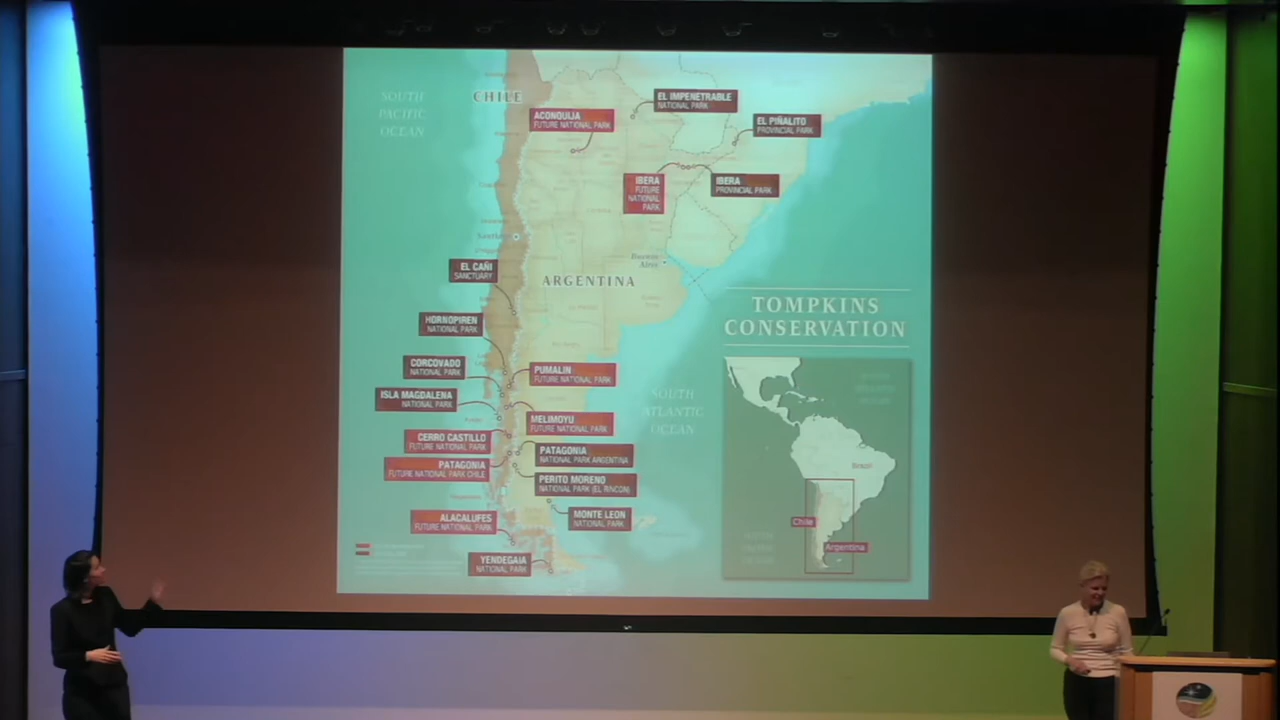 SOUTH
PACIFIC
OCEAN
CHILE
ACONQUIJA
FUTURE NATIONAL PARK
EL IMPENETRABLE
NATIONAL PARK
EL PIÑALITO
PROVINCIAL PARK
IBERA
FUTURE
NATIONAL
PARK
IBERA
PROVINCIAL PARK
Santiago
Buenos
Aires
EL CAÑI
SANCTUARY
ARGENTINA
HORNOPIREN
NATIONAL PARK
CORCOVADO
NATIONAL PARK
PUMALIN
FUTURE NATIONAL PARK
ISLA MAGDALENA
NATIONAL PARK
MELIMOYU
FUTURE NATIONAL PARK
CERRO CASTILLO
FUTURE NATIONAL PARK
PATAGONIA
NATIONAL PARK ARGENTINA
PATAGONIA
FUTURE NATIONAL PARK CHILE
PERITO MORENO
NATIONAL PARK (EL RINCON)
ALACALUFES
FUTURE NATIONAL PARK
MONTE LEON
NATIONAL PARK
YENDEGAIA
NATIONAL PARK
SOUTH
ATLANTIC
OCEAN
TOMPKINS
CONSERVATION
Brazil
Chile
Argentina